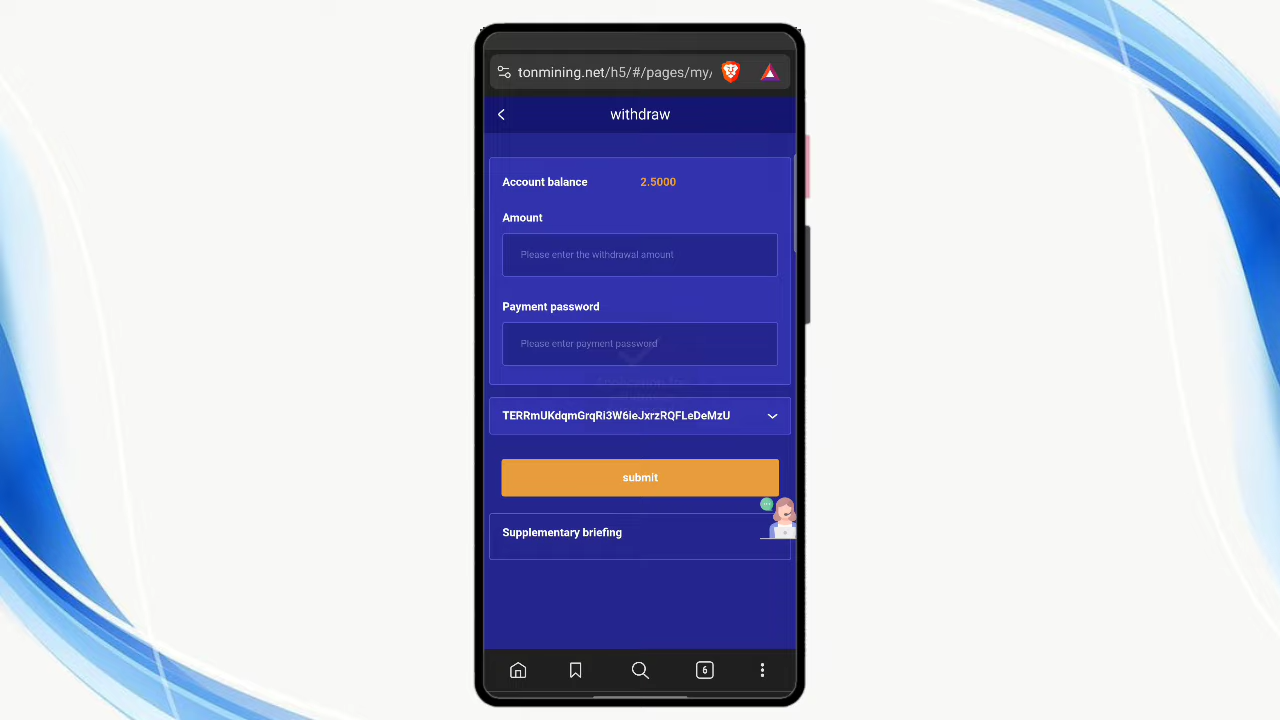 tonmining.net/h5/#/pages/my/
withdraw
Account balance 2.5000
Amount
Please enter the withdrawal amount
Payment password
Please enter payment password
TERRmUKdqmGrqRi3W6ieJxrzRQFLeDeMzU
submit
Supplementary briefing
6